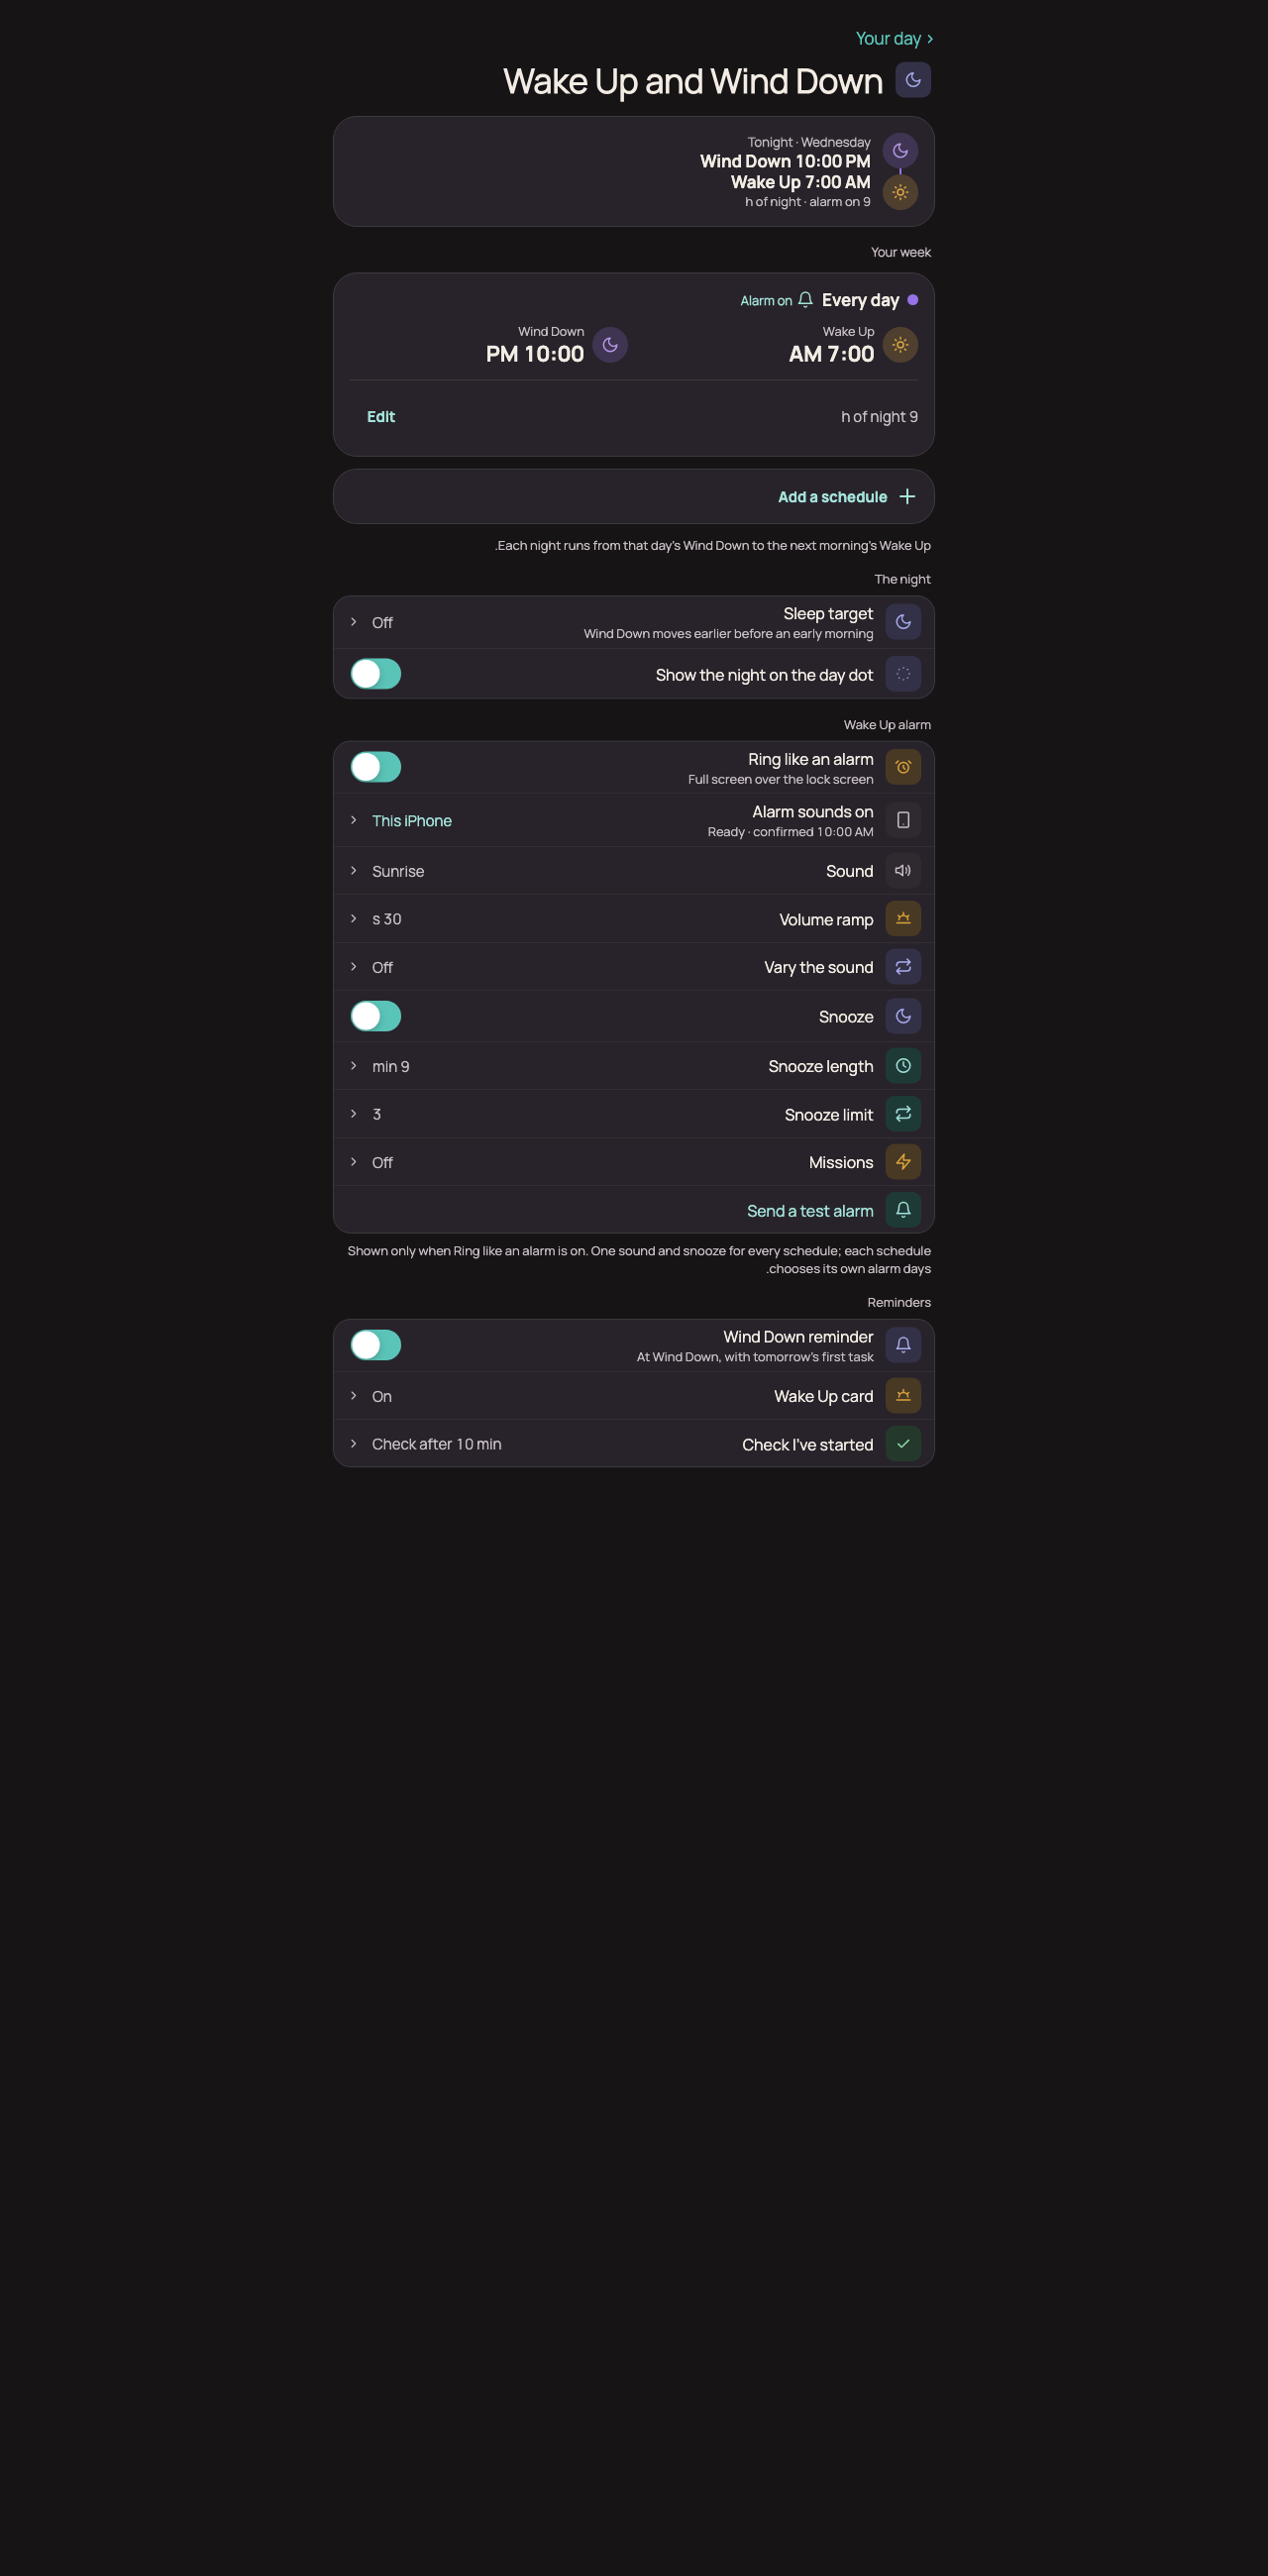 Your day
Wake Up and Wind Down
Tonight · Wednesday
Wind Down 10:00 PM
Wake Up 7:00 AM
h of night · alarm on 9
Your week
Every day
Alarm on
Wake Up
AM 7:00
Wind Down
PM 10:00
h of night 9
Edit
Add a schedule
.Each night runs from that day's Wind Down to the next morning's Wake Up
The night
Sleep target
Wind Down moves earlier before an early morning
Off
Show the night on the day dot
Wake Up alarm
Ring like an alarm
Full screen over the lock screen
Alarm sounds on
Ready · confirmed 10:00 AM
This iPhone
Sound
Sunrise
Volume ramp
s 30
Vary the sound
Off
Snooze
Snooze length
min 9
Snooze limit
3
Missions
Off
Send a test alarm
Shown only when Ring like an alarm is on. One sound and snooze for every schedule; each schedule
.chooses its own alarm days
Reminders
Wind Down reminder
At Wind Down, with tomorrow's first task
Wake Up card
On
Check I've started
Check after 10 min